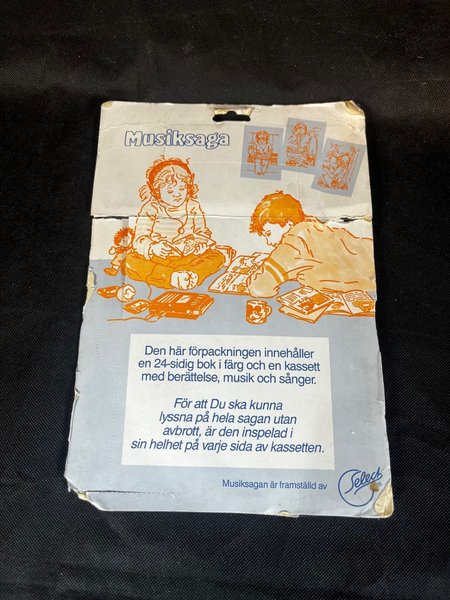 Musiksaga
Den här förpackningen innehåller
en 24-sidig bok i färg och en kassett
med berättelse, musik och sånger.
För att Du ska kunna
lyssna på hela sagan utan
avbrott, är den inspelad i
sin helhet på varje sida av kassetten.
Musiksagan är framställd av
Select